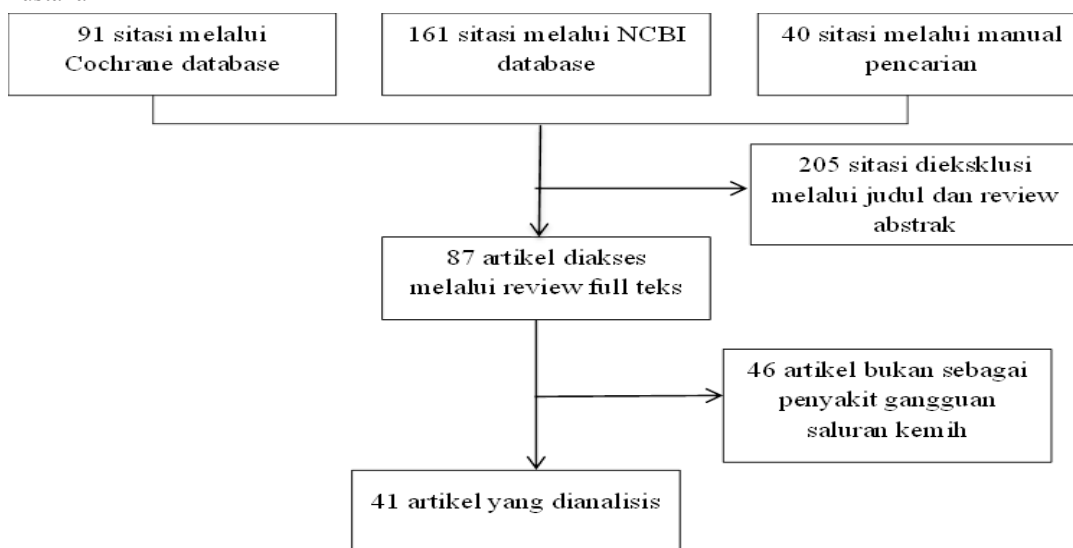 91 sitasi melalui
Cochrane database
161 sitasi melalui NCBI
database
40 sitasi melalui manual
pencarian
205 sitasi dieksklusi
melalui judul dan review
abstrak
87 artikel diakses
melalui review full teks
46 artikel bukan sebagai
penyakit gangguan
saluran kemih
41 artikel yang dianalisis